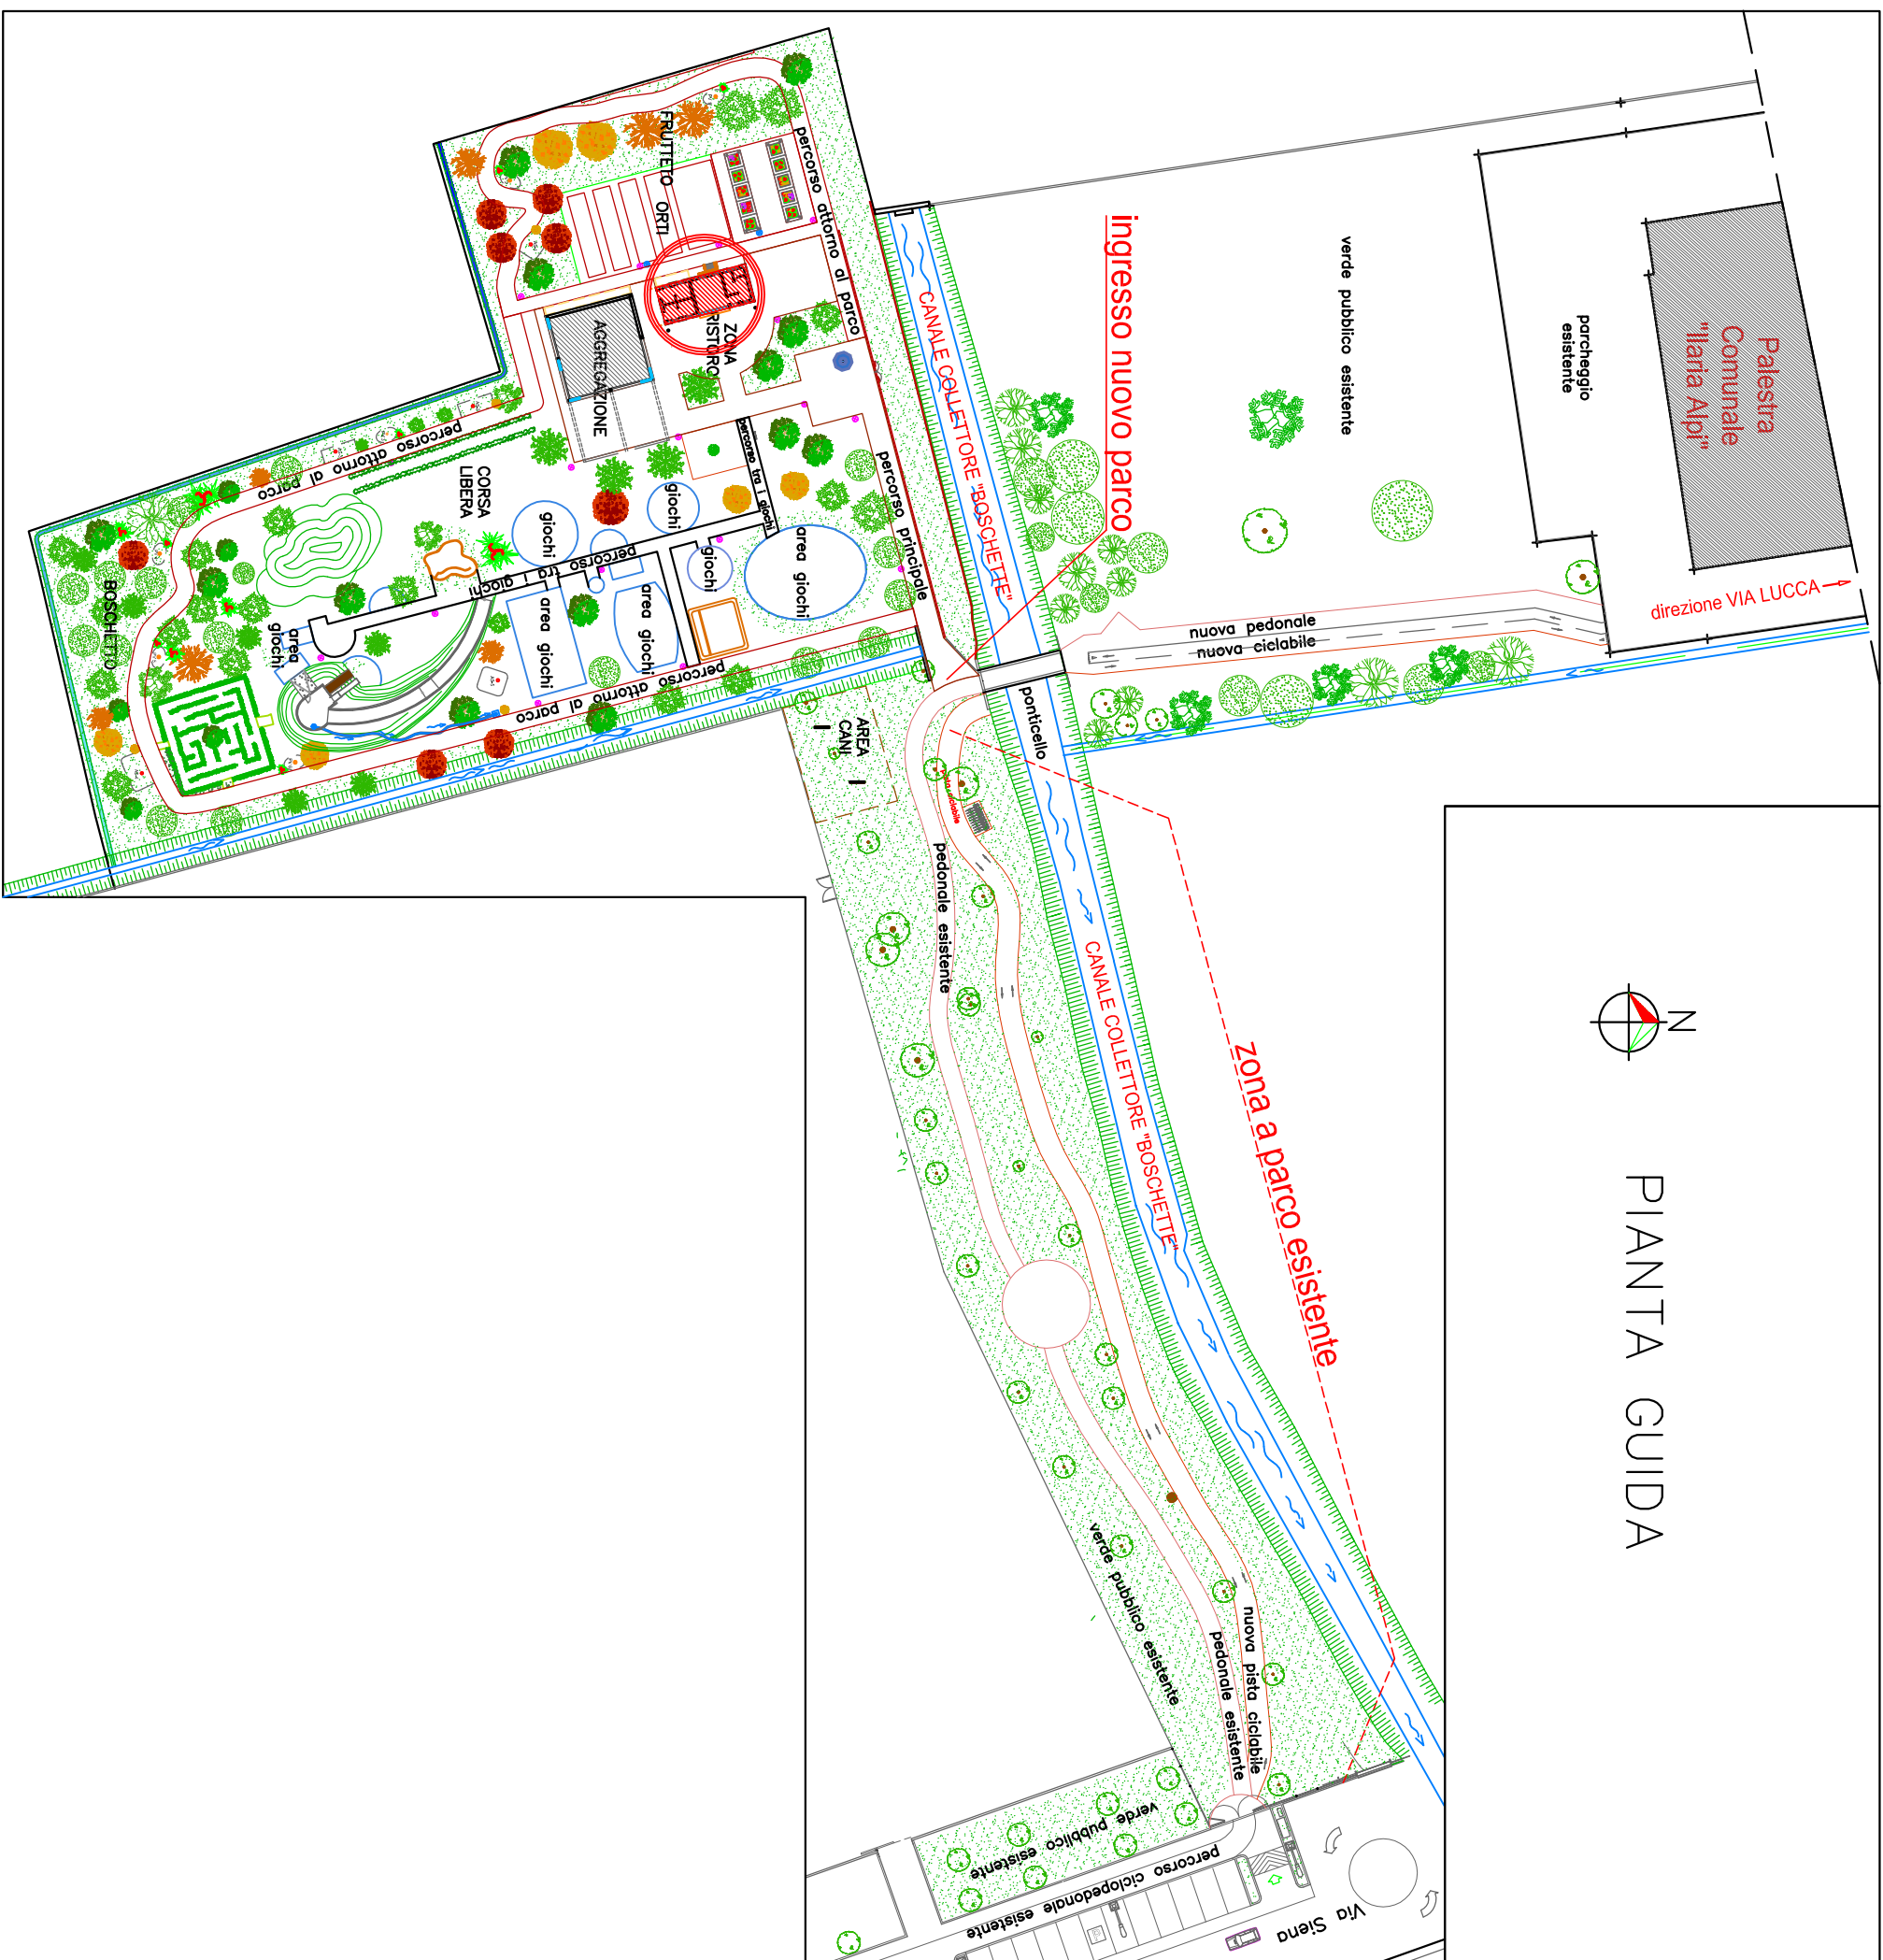 PIANTA GUIDA
N
Palestra
Comunale
"Ilaria Alpi"
parcheggio
esistente
direzione VIA LUCCA
verde pubblico esistente
ingresso nuovo parco
nuova pedonale
nuova ciclabile
CANALE COLLETTORE "BOSCHETTE"
percorso attorno al parco
percorso principale
FRUTTETO
ORTI
ZONA
RISTORO
AGGREGAZIONE
percorso tra i giochi
percorso attorno al parco
CORSA
LIBERA
giochi
giochi
giochi
area giochi
percorso tra i giochi
area giochi
area giochi
area
giochi
BOSCHETTO
percorso attorno al parco
ponticello
AREA
CANI
pedonale esistente
CANALE COLLETTORE "BOSCHETTE"
zona a parco esistente
verde pubblico esistente
nuova pista ciclabile
pedonale esistente
verde pubblico esistente
percorso ciclopedonale esistente
Via Siena